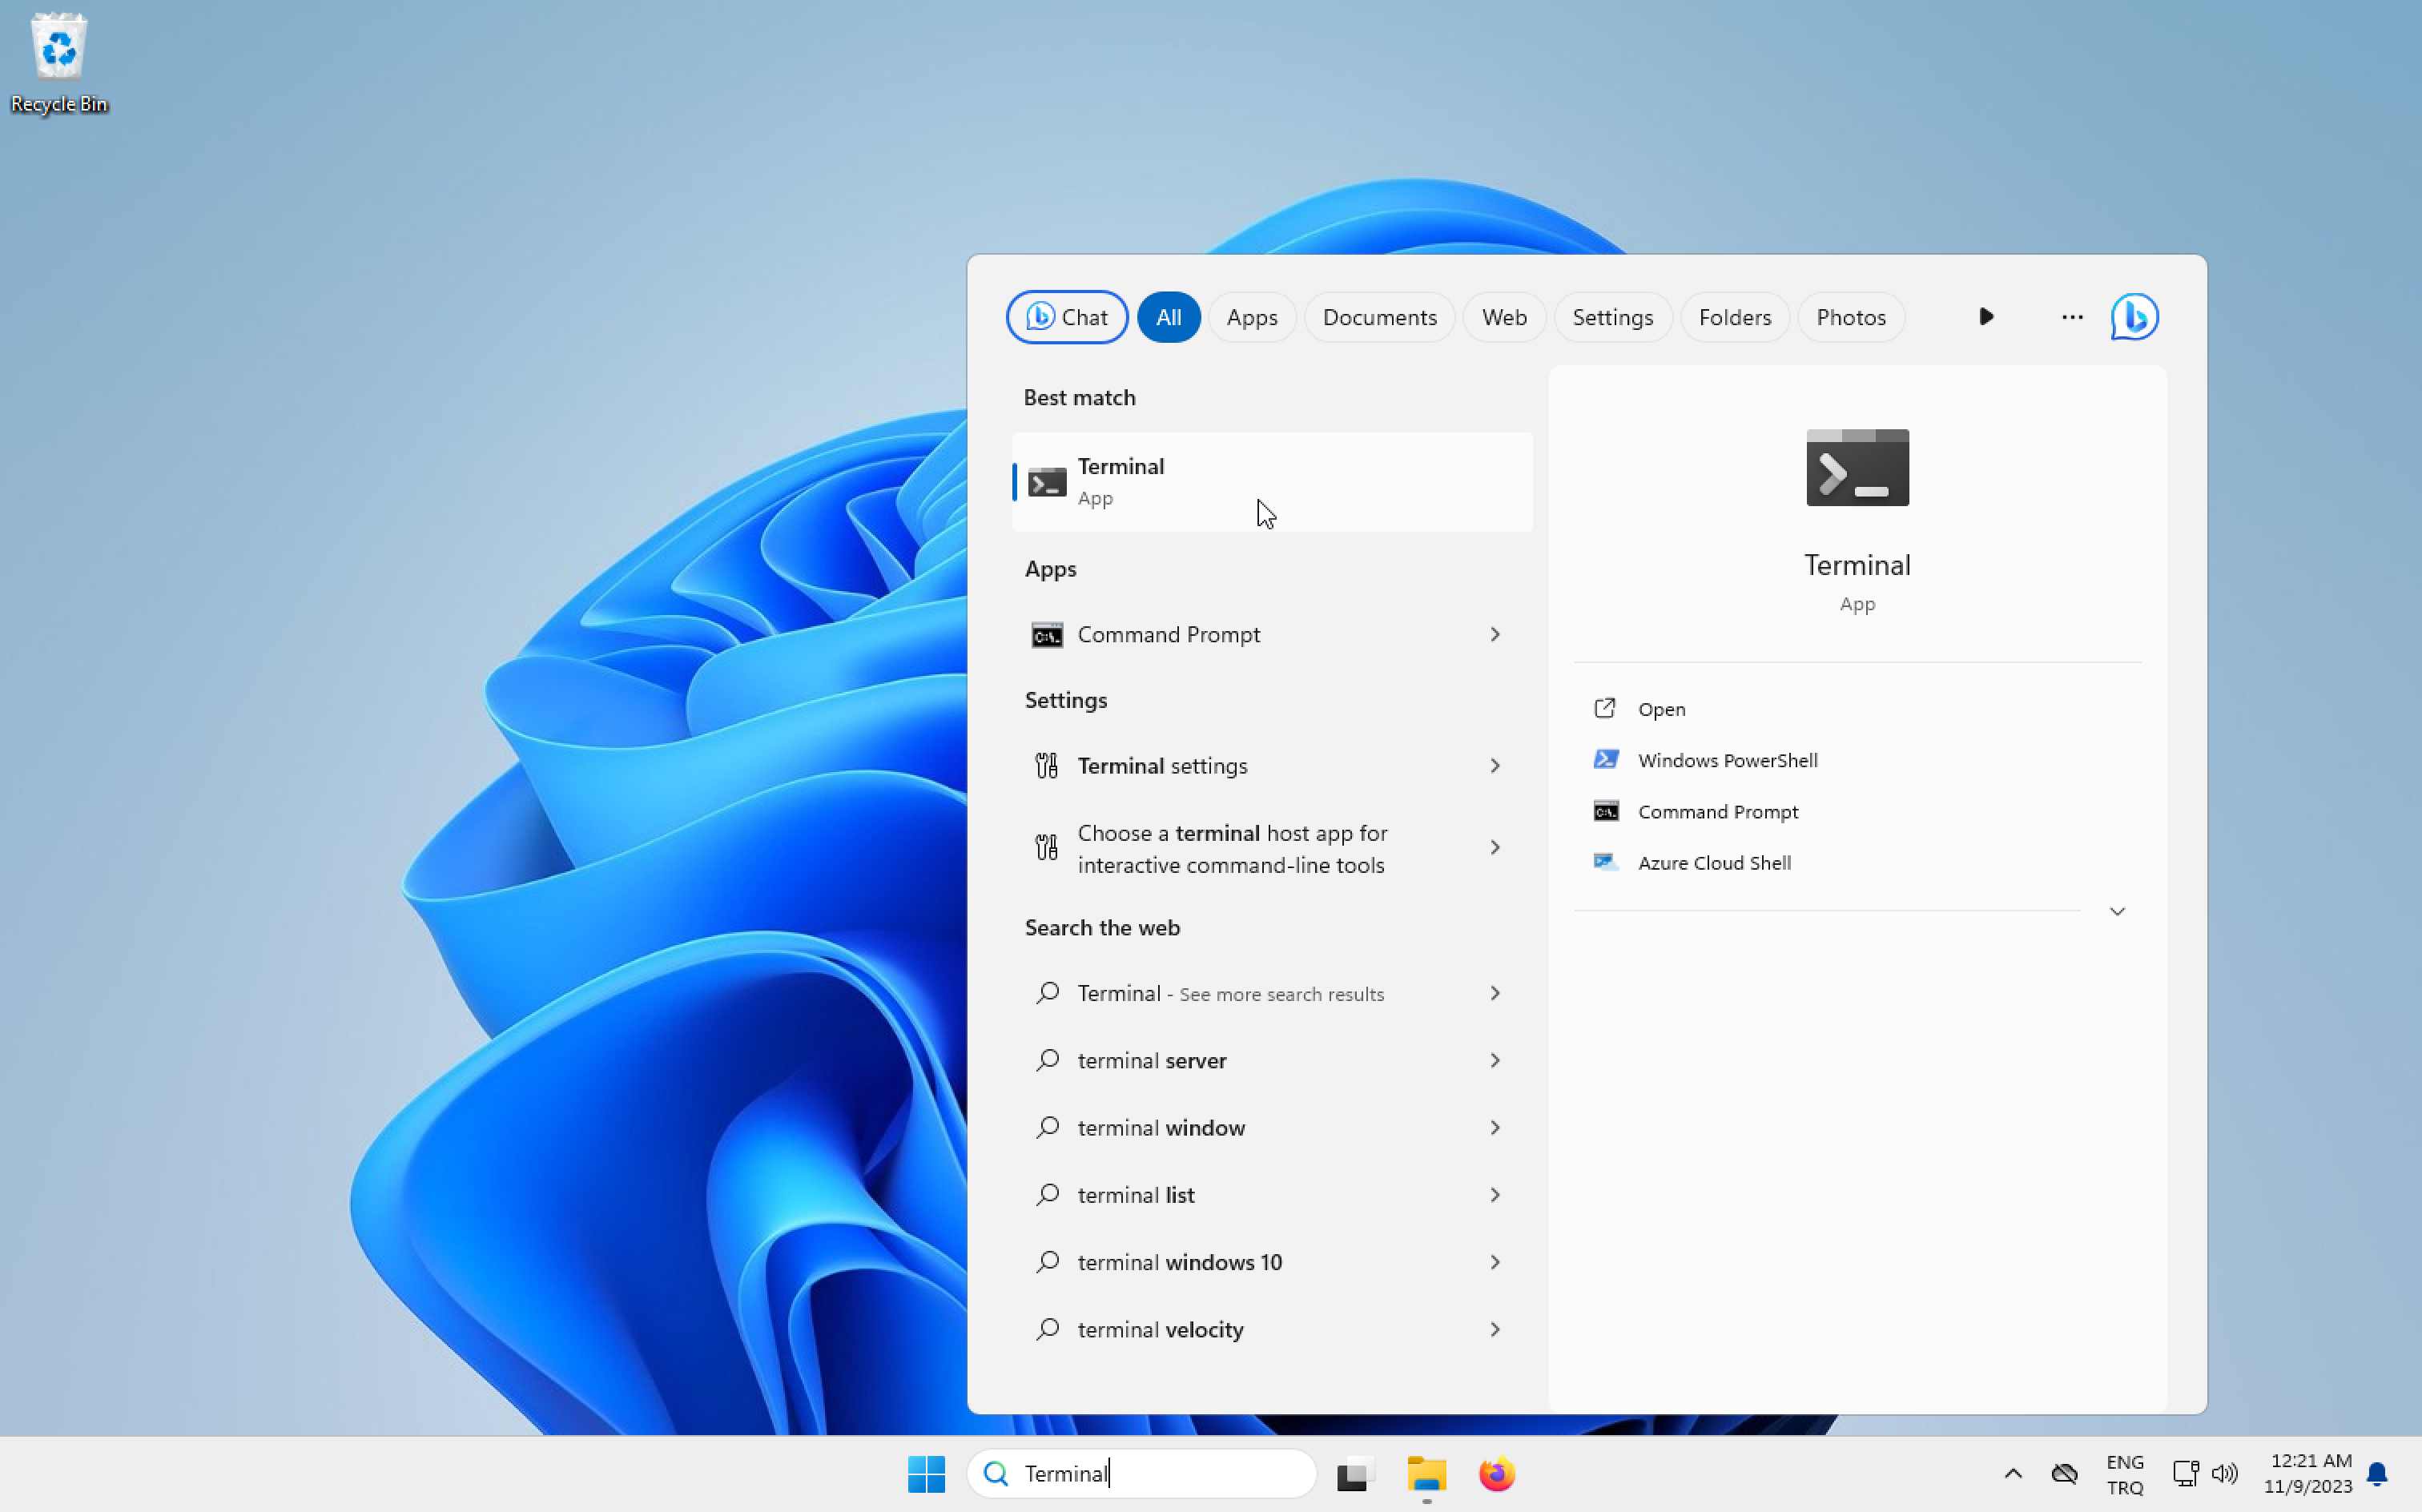 Recycle Bin
Chat
All
Apps
Documents
Web
Settings
Folders
Photos
Best match
Terminal
App
Apps
Command Prompt
Settings
Terminal settings
Choose a terminal host app for
interactive command-line tools
Search the web
Terminal - See more search results
terminal server
terminal window
terminal list
terminal windows 10
terminal velocity
Terminal
App
Open
Windows PowerShell
Command Prompt
Azure Cloud Shell
Terminal
ENG
TRQ
12:21 AM
11/9/2023